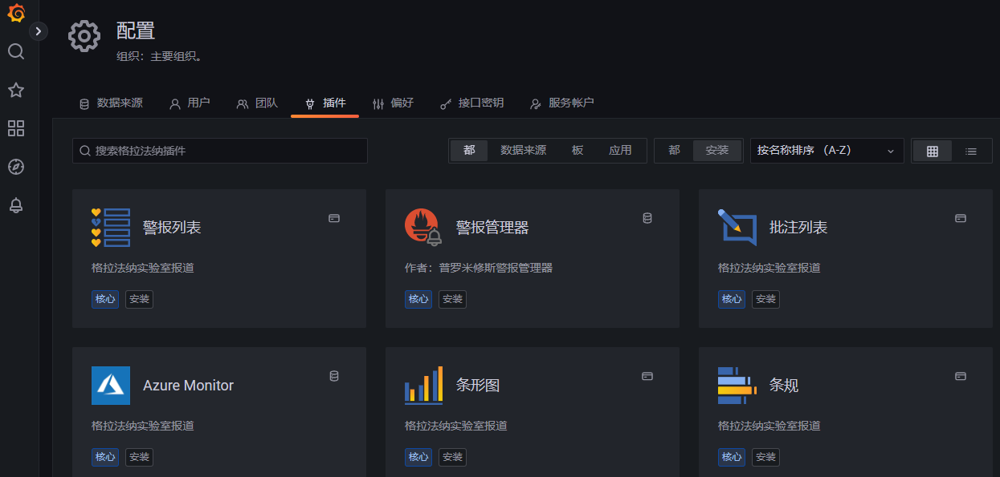 配置
组织：主要组织。
数据来源 用户 团队 插件 偏好 接口密钥 服务帐户
搜索格拉法纳插件 都 数据来源 板 应用 都 安装 按名称排序 （A-Z）
警报列表 警报管理器 批注列表
格拉法纳实验室报道 作者：普罗米修斯警报管理器 格拉法纳实验室报道
核心 安装 核心 安装 核心 安装
Azure Monitor 条形图 条规
格拉法纳实验室报道 格拉法纳实验室报道 格拉法纳实验室报道
核心 安装 核心 安装 核心 安装